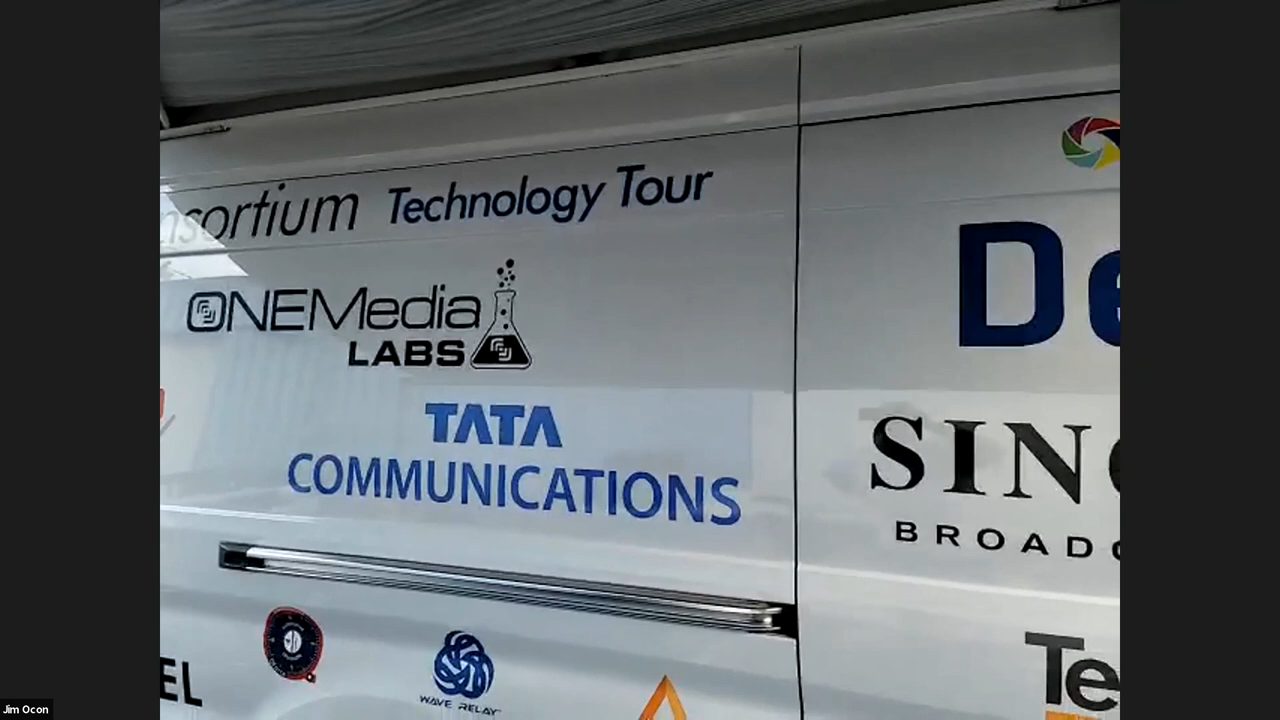 nsortium Technology Tour
ONEMedia
LABS
TATA
COMMUNICATIONS
De
SIN
BROAD
EL
WAVE RELAY
Te
Jim Ocon